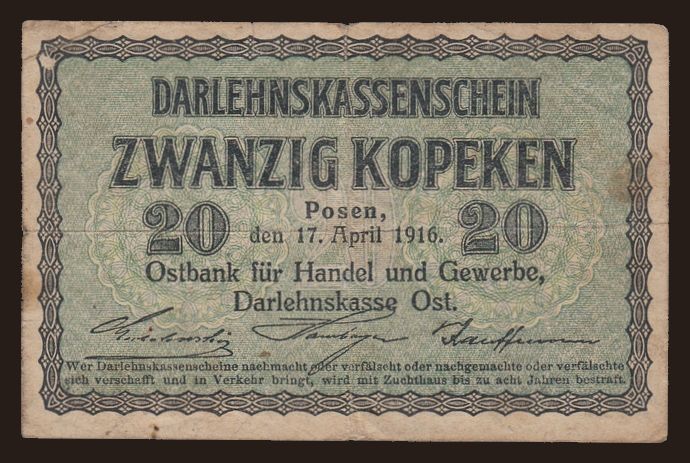 DARLEHNSKASSENSCHEIN
ZWANZIG KOPEKEN
20 Posen, 20
den 17. April 1916.
Ostbank für Handel und Gewerbe,
Darlehnskasse Ost.
Wer Darlehnskassenscheine nachmacht oder verfälscht oder nachgemachte oder verfälschte
sich verschafft und in Verkehr bringt, wird mit Zuchthaus bis zu acht Jahren bestraft.